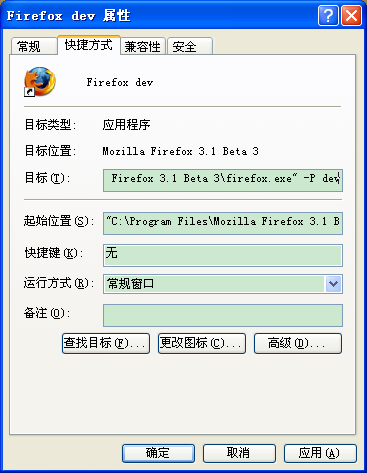 Firefox dev 属性
常规 快捷方式 兼容性 安全
Firefox dev
目标类型: 应用程序
目标位置: Mozilla Firefox 3.1 Beta 3
目标(T): Firefox 3.1 Beta 3\firefox.exe" -P dev
起始位置(S): "C:\Program Files\Mozilla Firefox 3.1 B
快捷键(K): 无
运行方式(R): 常规窗口
备注(O):
查找目标(F)... 更改图标(C)... 高级(D)...
确定 取消 应用(A)